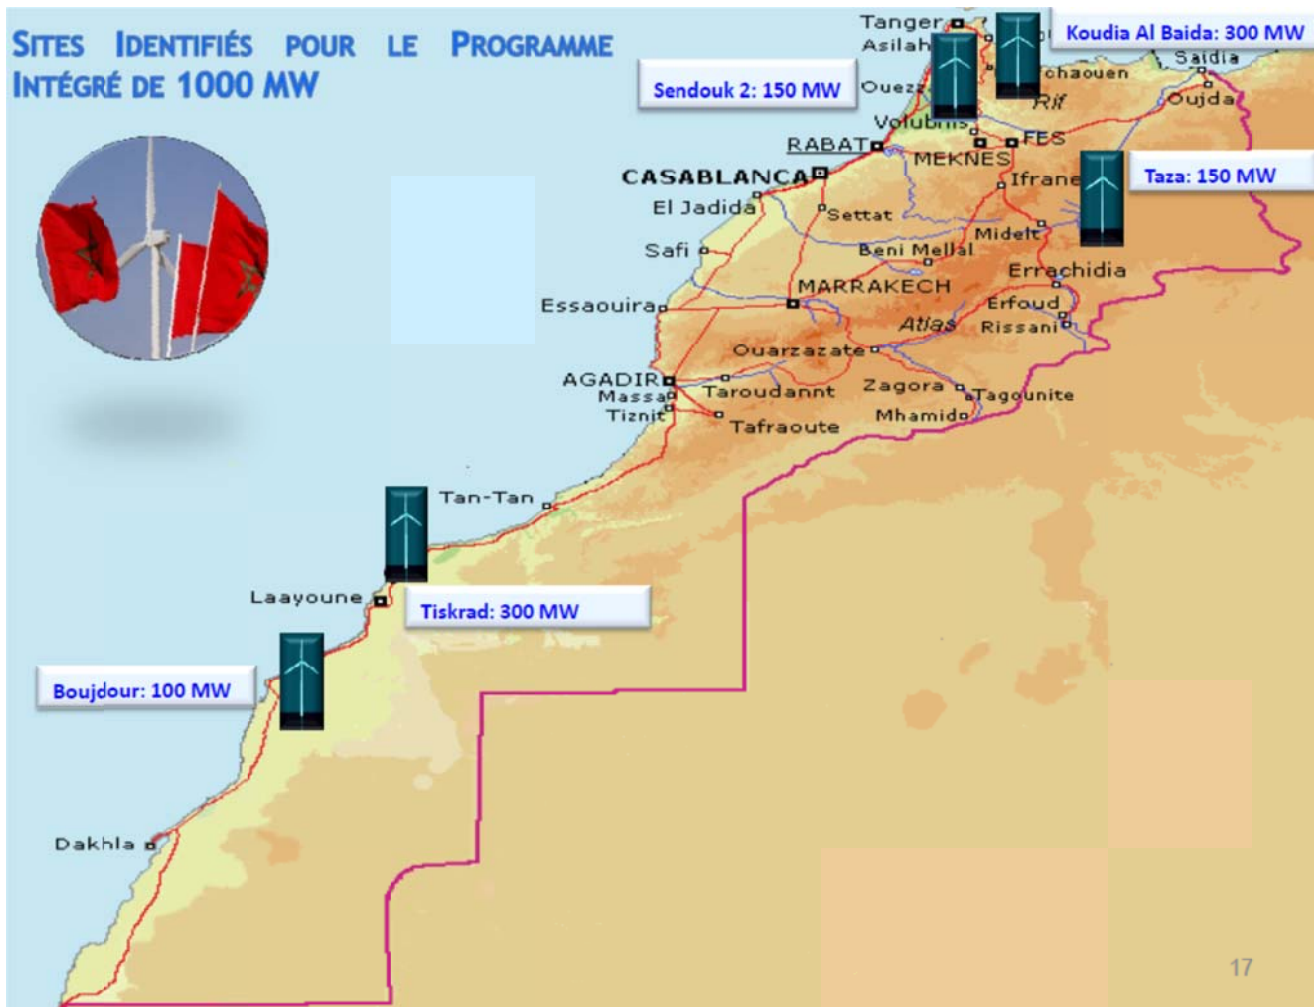 SITES IDENTIFIÉS POUR LE PROGRAMME
INTÉGRÉ DE 1000 MW
Tanger
Koudia Al Baida: 300 MW
Asilah
Saidia
Sendouk 2: 150 MW
Rif
Oujda
Volubilis
RABAT
FES
MEKNES
CASABLANCA
Ifrane
Taza: 150 MW
El Jadida
Settat
Midelt
Safi
Beni Mellal
Errachidia
MARRAKECH
Essaouira
Erfoud
Atlas
Rissani
Ouarzazate
AGADIR
Zagora
Taroudannt
Massa
Tagounite
Tiznit
Mhamid
Tafraoute
Tan-Tan
Laayoune
Tiskrad: 300 MW
Boujdour: 100 MW
Dakhla
17